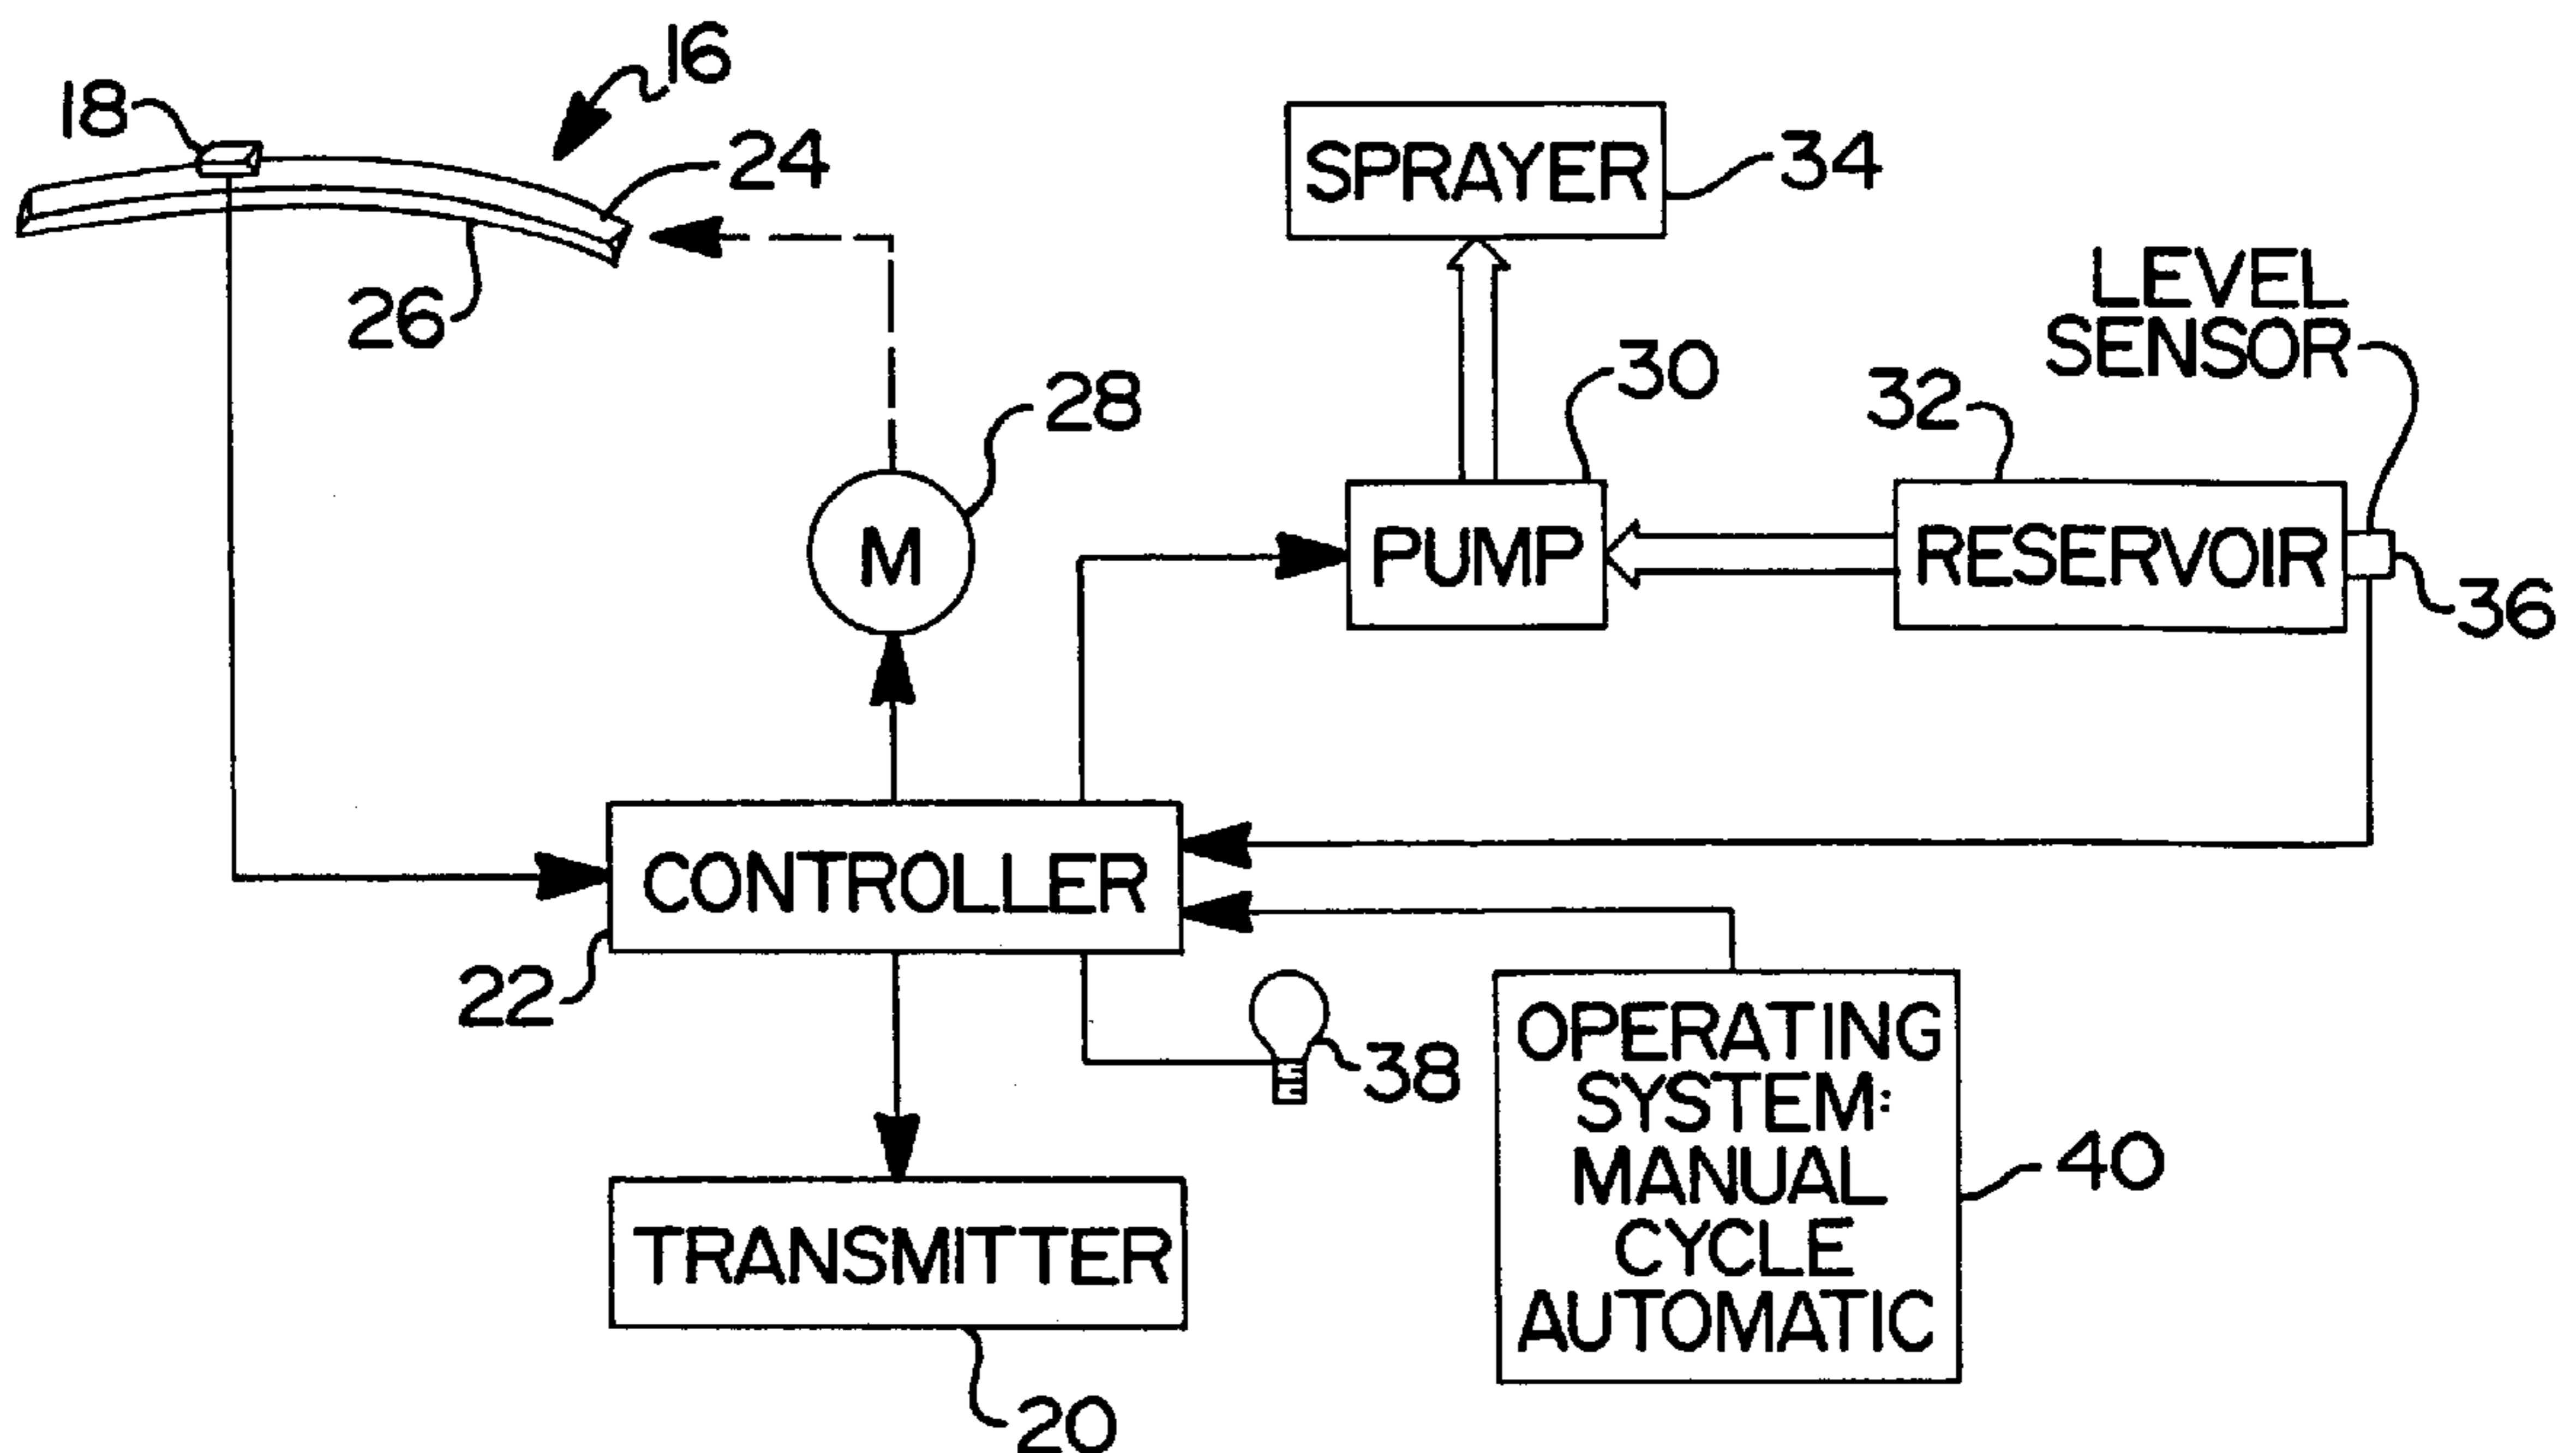 16
18
24
26
SPRAYER
34
LEVEL
SENSOR
28
30
32
M
PUMP
RESERVOIR
36
CONTROLLER
22
38
OPERATING
SYSTEM:
MANUAL
CYCLE
AUTOMATIC
40
TRANSMITTER
20